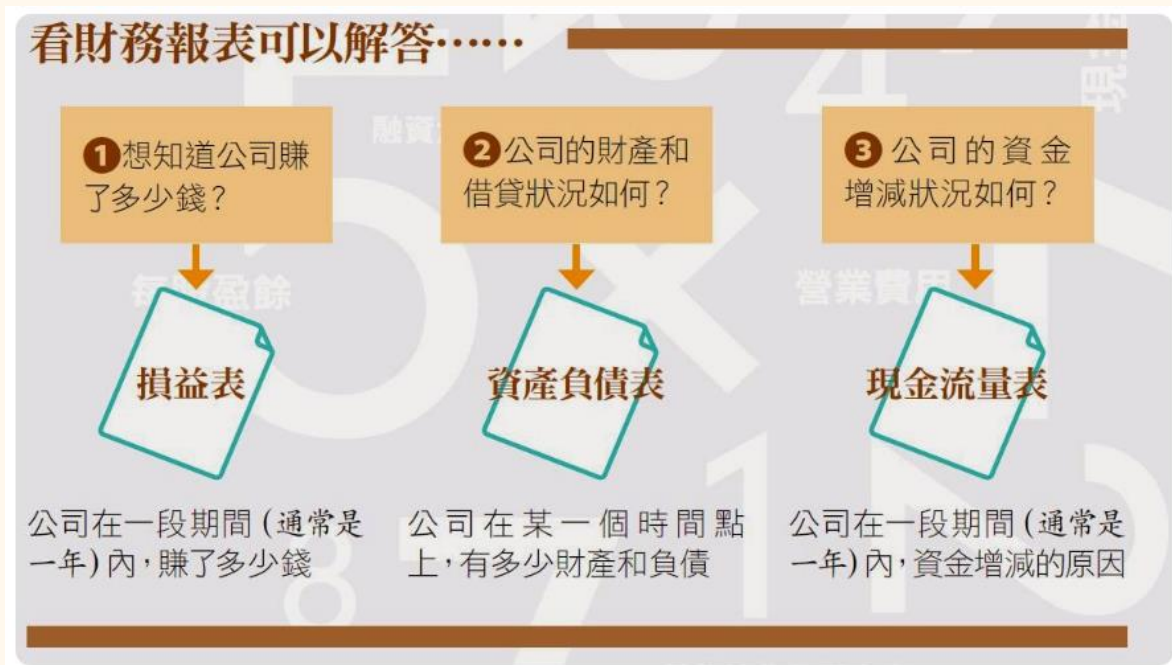 看財務報表可以解答⋯⋯
❶想知道公司賺
了多少錢?
❷公司的財產和
借貸狀況如何?
❸公司的資金
增減狀況如何?
損益表
資產負債表
現金流量表
公司在一段期間(通常是
一年)內,賺了多少錢
公司在某一個時間點
上,有多少財產和負債
公司在一段期間(通常是
一年)內,資金增減的原因
融資
盈餘
營業費用
現金